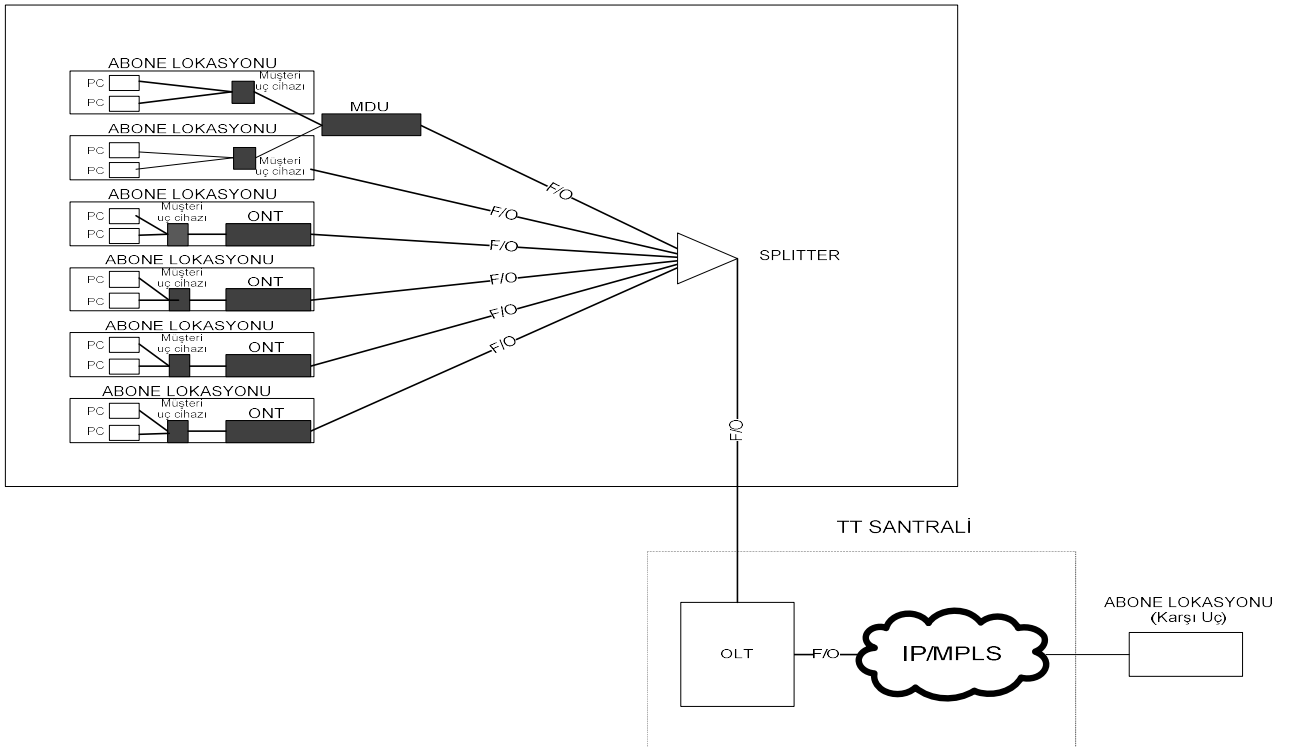 ABONE LOKASYONU
PC
PC
Müşteri
uç cihazı
MDU
ABONE LOKASYONU
PC
PC
Müşteri
uç cihazı
F/O
ABONE LOKASYONU
PC
PC
Müşteri
uç cihazı
ONT
F/O
F/O
SPLITTER
ABONE LOKASYONU
PC
PC
Müşteri
uç cihazı
ONT
F/O
ABONE LOKASYONU
PC
PC
Müşteri
uç cihazı
ONT
F/O
ABONE LOKASYONU
PC
PC
Müşteri
uç cihazı
ONT
F/O
F/O
TT SANTRALİ
OLT
F/O
IP/MPLS
ABONE LOKASYONU
(Karşı Uç)